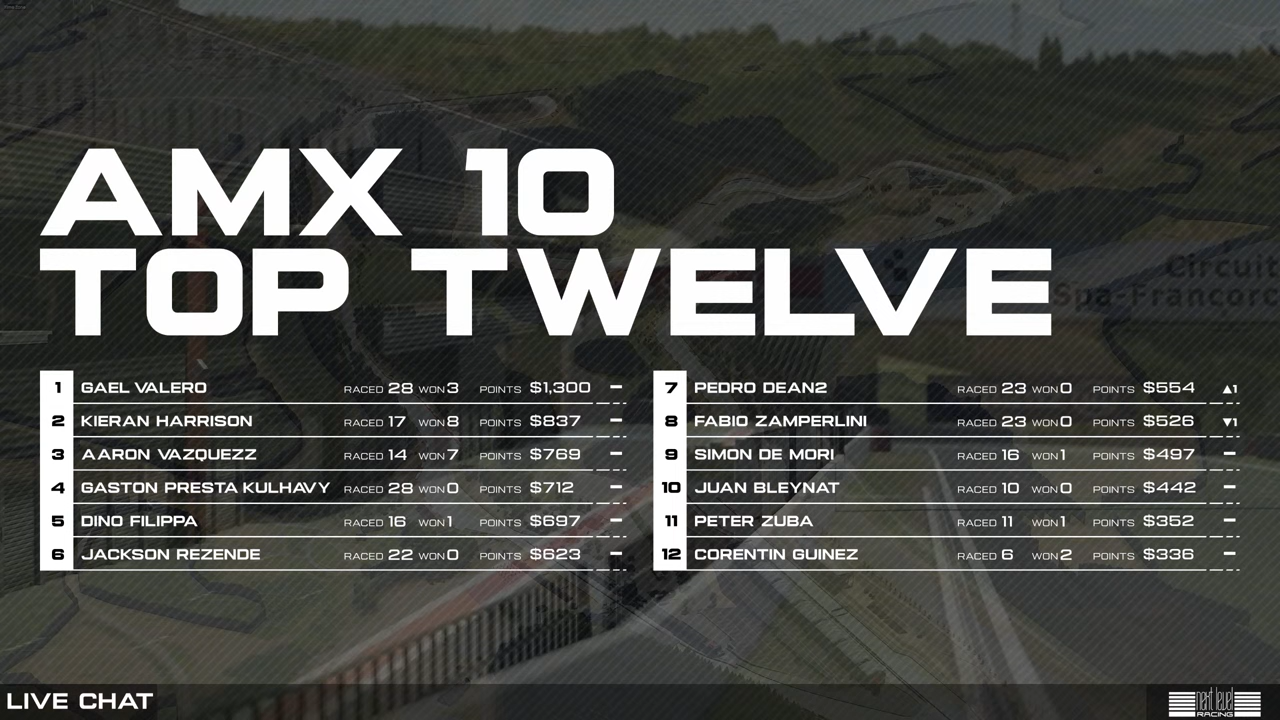 AMX 10
TOP TWELVE
Circuit
Spa-Francorc
1 GAEL VALERO RACED 28 WON 3 POINTS $1,300 –
2 KIERAN HARRISON RACED 17 WON 8 POINTS $837 –
3 AARON VAZQUEZZ RACED 14 WON 7 POINTS $769 –
4 GASTON PRESTA KULHAVY RACED 28 WON 0 POINTS $712 –
5 DINO FILIPPA RACED 16 WON 1 POINTS $697 –
6 JACKSON REZENDE RACED 22 WON 0 POINTS $623 –
7 PEDRO DEAN2 RACED 23 WON 0 POINTS $554 ▲1
8 FABIO ZAMPERLINI RACED 23 WON 0 POINTS $526 ▼1
9 SIMON DE MORI RACED 16 WON 1 POINTS $497 –
10 JUAN BLEYNAT RACED 10 WON 0 POINTS $442 –
11 PETER ZUBA RACED 11 WON 1 POINTS $352 –
12 CORENTIN GUINEZ RACED 6 WON 2 POINTS $336 –
LIVE CHAT
next level
RACING